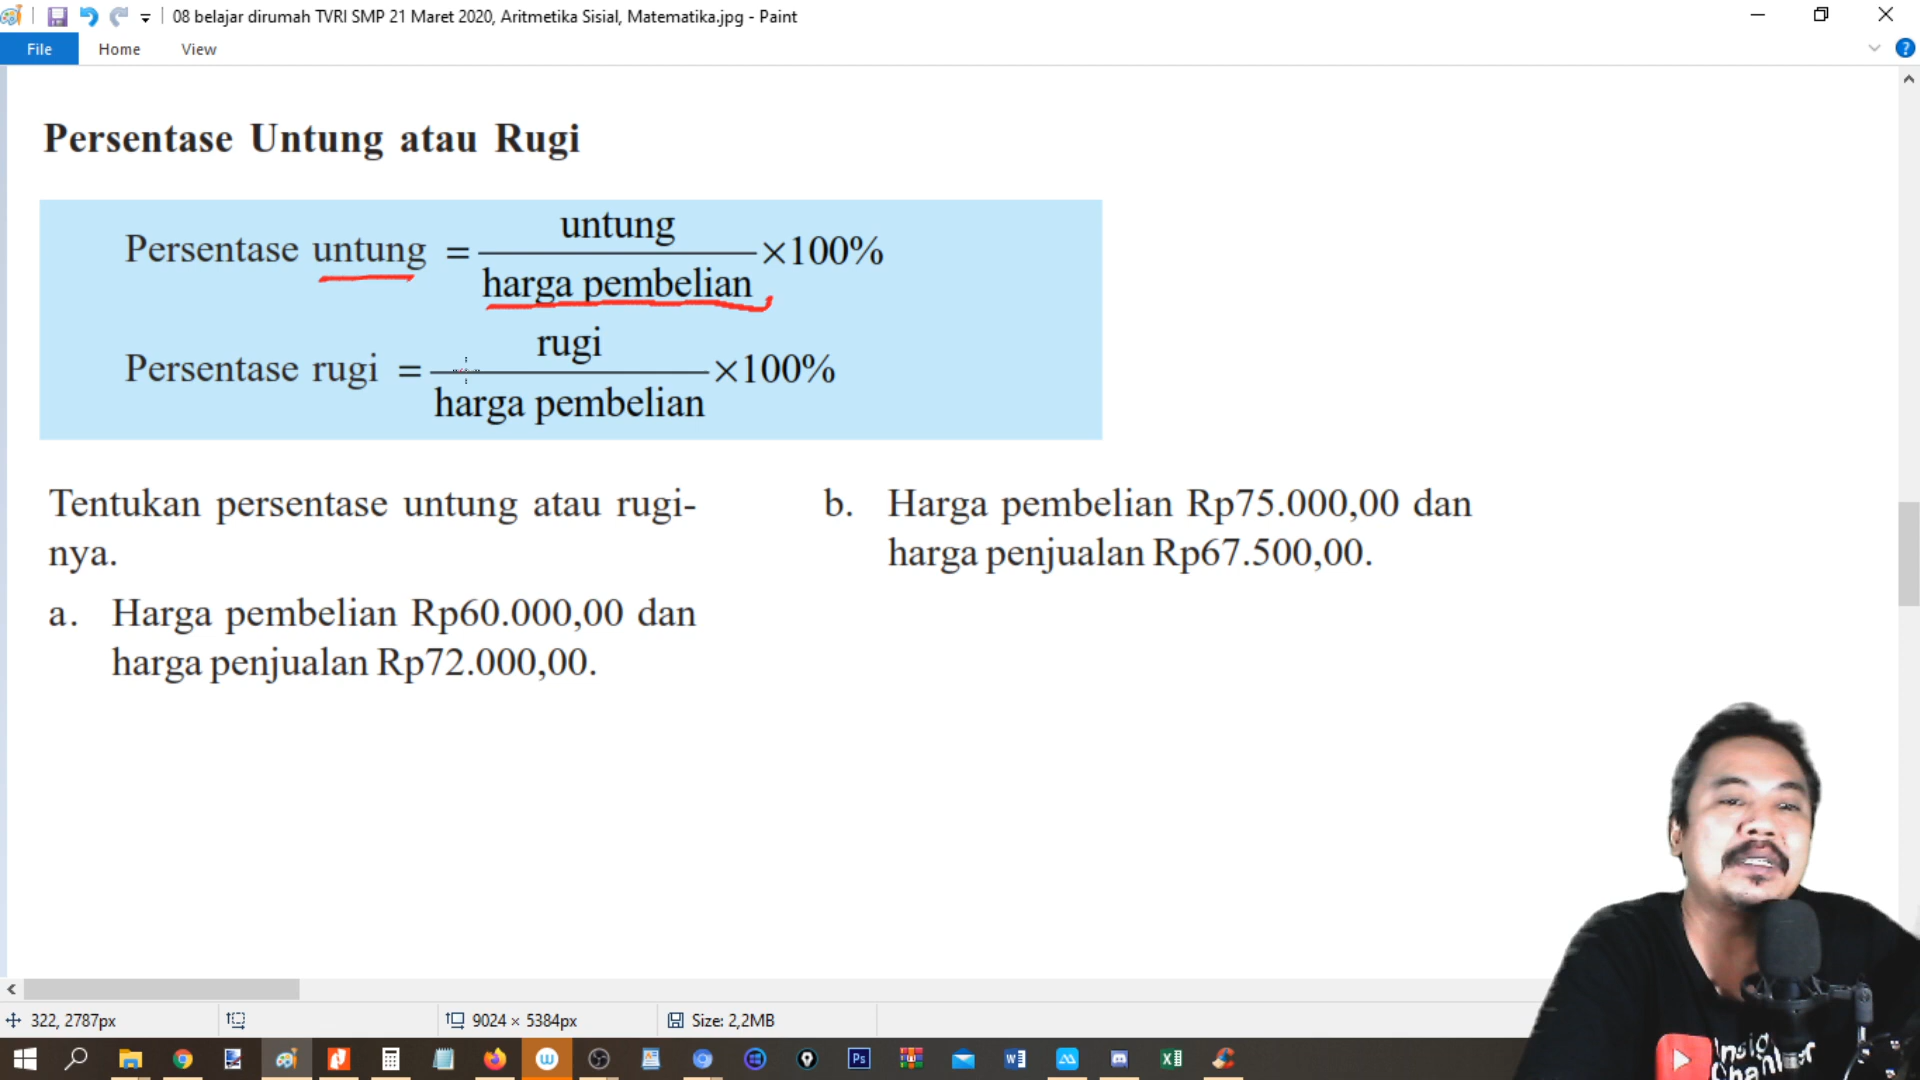 08 belajar dirumah TVRI SMP 21 Maret 2020, Aritmetika Sisial, Matematika.jpg - Paint
File Home View
Persentase Untung atau Rugi
Persentase untung = untung / harga pembelian ×100%
Persentase rugi = rugi / harga pembelian ×100%
Tentukan persentase untung atau rugi-
nya.
a. Harga pembelian Rp60.000,00 dan
harga penjualan Rp72.000,00.
b. Harga pembelian Rp75.000,00 dan
harga penjualan Rp67.500,00.
322, 2787px 9024 × 5384px Size: 2,2MB
Ps